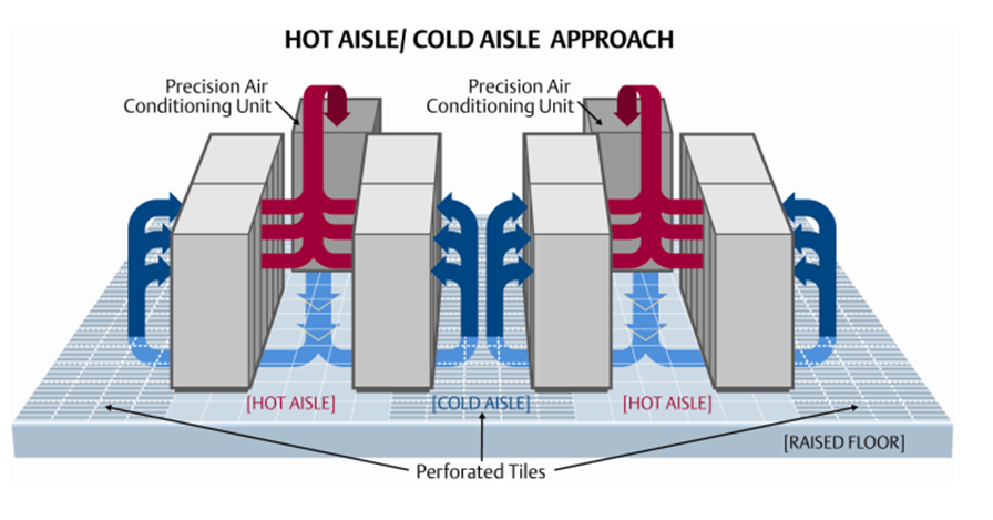 HOT AISLE/ COLD AISLE APPROACH
Precision Air
Conditioning Unit
Precision Air
Conditioning Unit
[HOT AISLE]
[COLD AISLE]
[HOT AISLE]
[RAISED FLOOR]
Perforated Tiles